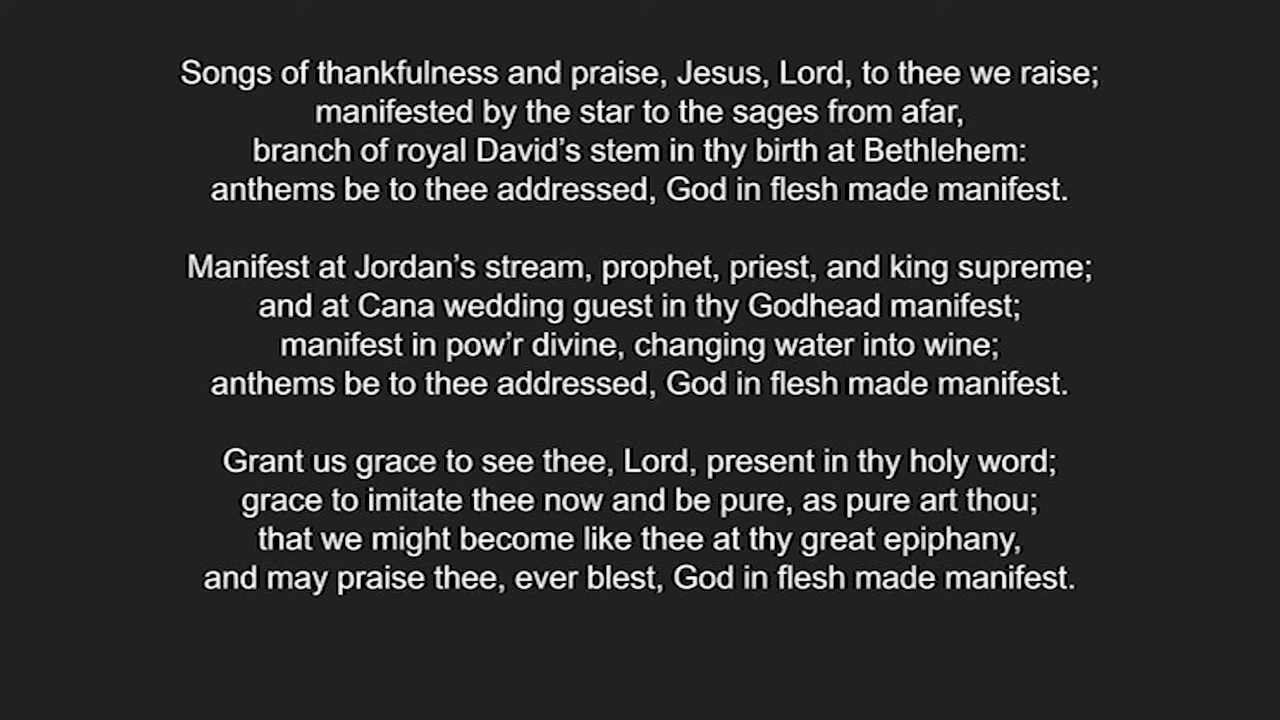 Songs of thankfulness and praise, Jesus, Lord, to thee we raise;
manifested by the star to the sages from afar,
branch of royal David’s stem in thy birth at Bethlehem:
anthems be to thee addressed, God in flesh made manifest.
Manifest at Jordan’s stream, prophet, priest, and king supreme;
and at Cana wedding guest in thy Godhead manifest;
manifest in pow’r divine, changing water into wine;
anthems be to thee addressed, God in flesh made manifest.
Grant us grace to see thee, Lord, present in thy holy word;
grace to imitate thee now and be pure, as pure art thou;
that we might become like thee at thy great epiphany,
and may praise thee, ever blest, God in flesh made manifest.